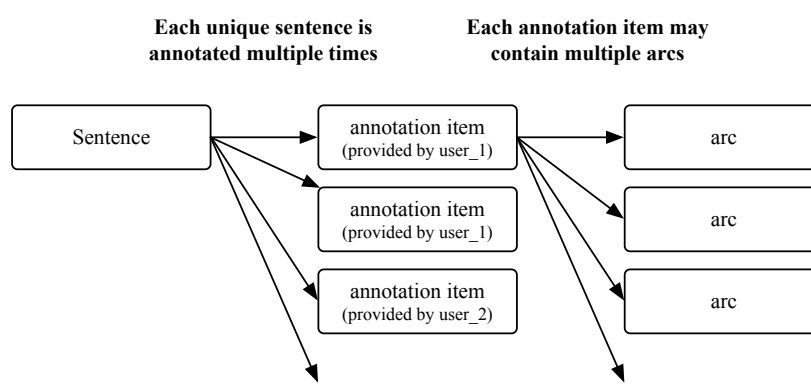 Each unique sentence is
annotated multiple times
Each annotation item may
contain multiple arcs
Sentence
annotation item
(provided by user_1)
arc
annotation item
(provided by user_1)
arc
annotation item
(provided by user_2)
arc